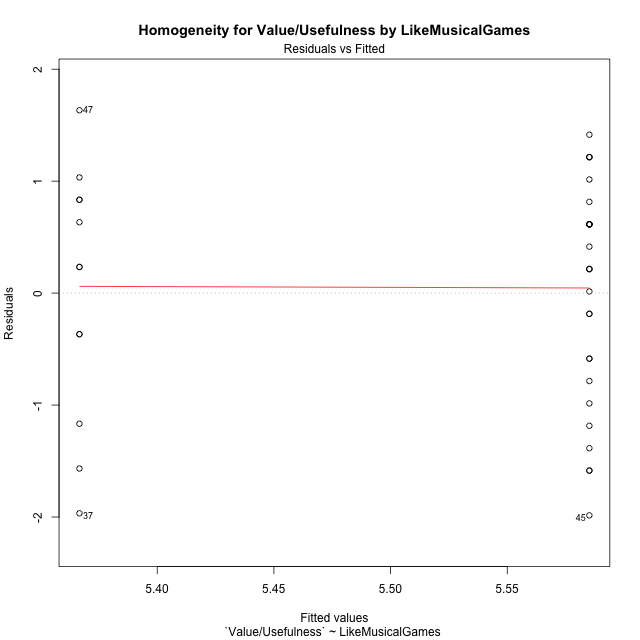 Homogeneity for Value/Usefulness by LikeMusicalGames
Residuals vs Fitted
2
1
0
-1
-2
Residuals
47
37
45
5.40 5.45 5.50 5.55
Fitted values
`Value/Usefulness` ~ LikeMusicalGames